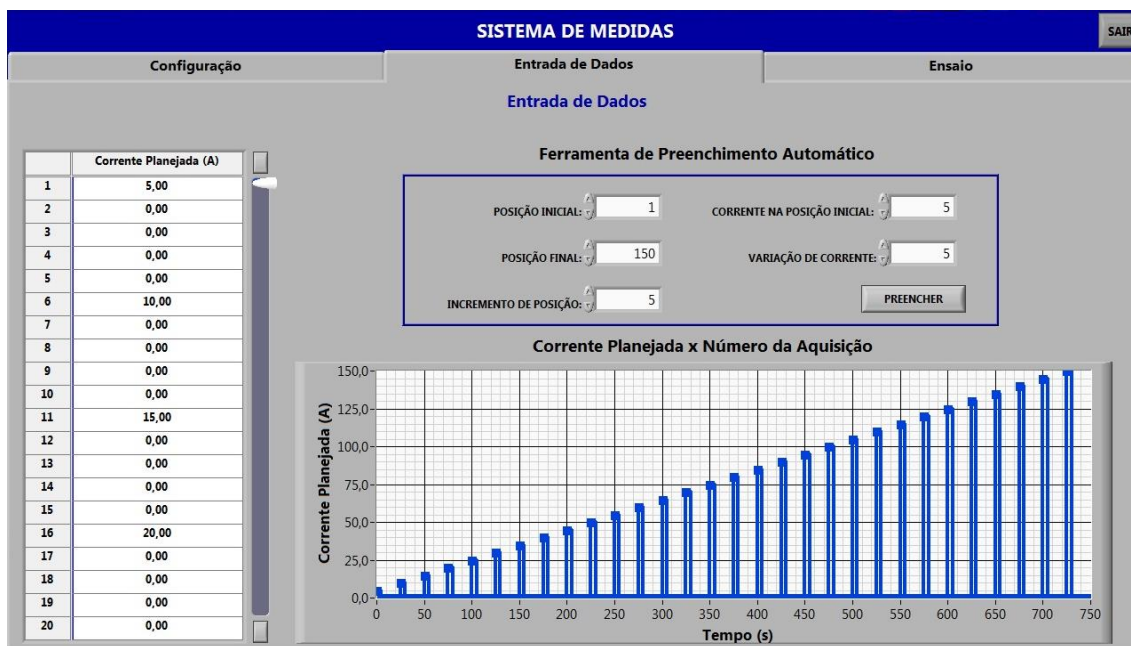 SISTEMA DE MEDIDAS
SAIR
Configuração
Entrada de Dados
Ensaio
Entrada de Dados
Corrente Planejada (A)
1 5,00
2 0,00
3 0,00
4 0,00
5 0,00
6 10,00
7 0,00
8 0,00
9 0,00
10 0,00
11 15,00
12 0,00
13 0,00
14 0,00
15 0,00
16 20,00
17 0,00
18 0,00
19 0,00
20 0,00
Ferramenta de Preenchimento Automático
POSIÇÃO INICIAL: 1
CORRENTE NA POSIÇÃO INICIAL: 5
POSIÇÃO FINAL: 150
VARIAÇÃO DE CORRENTE: 5
INCREMENTO DE POSIÇÃO: 5
PREENCHER
Corrente Planejada x Número da Aquisição
Corrente Planejada (A)
150,0
125,0
100,0
75,0
50,0
25,0
0,0
0 50 100 150 200 250 300 350 400 450 500 550 600 650 700 750
Tempo (s)